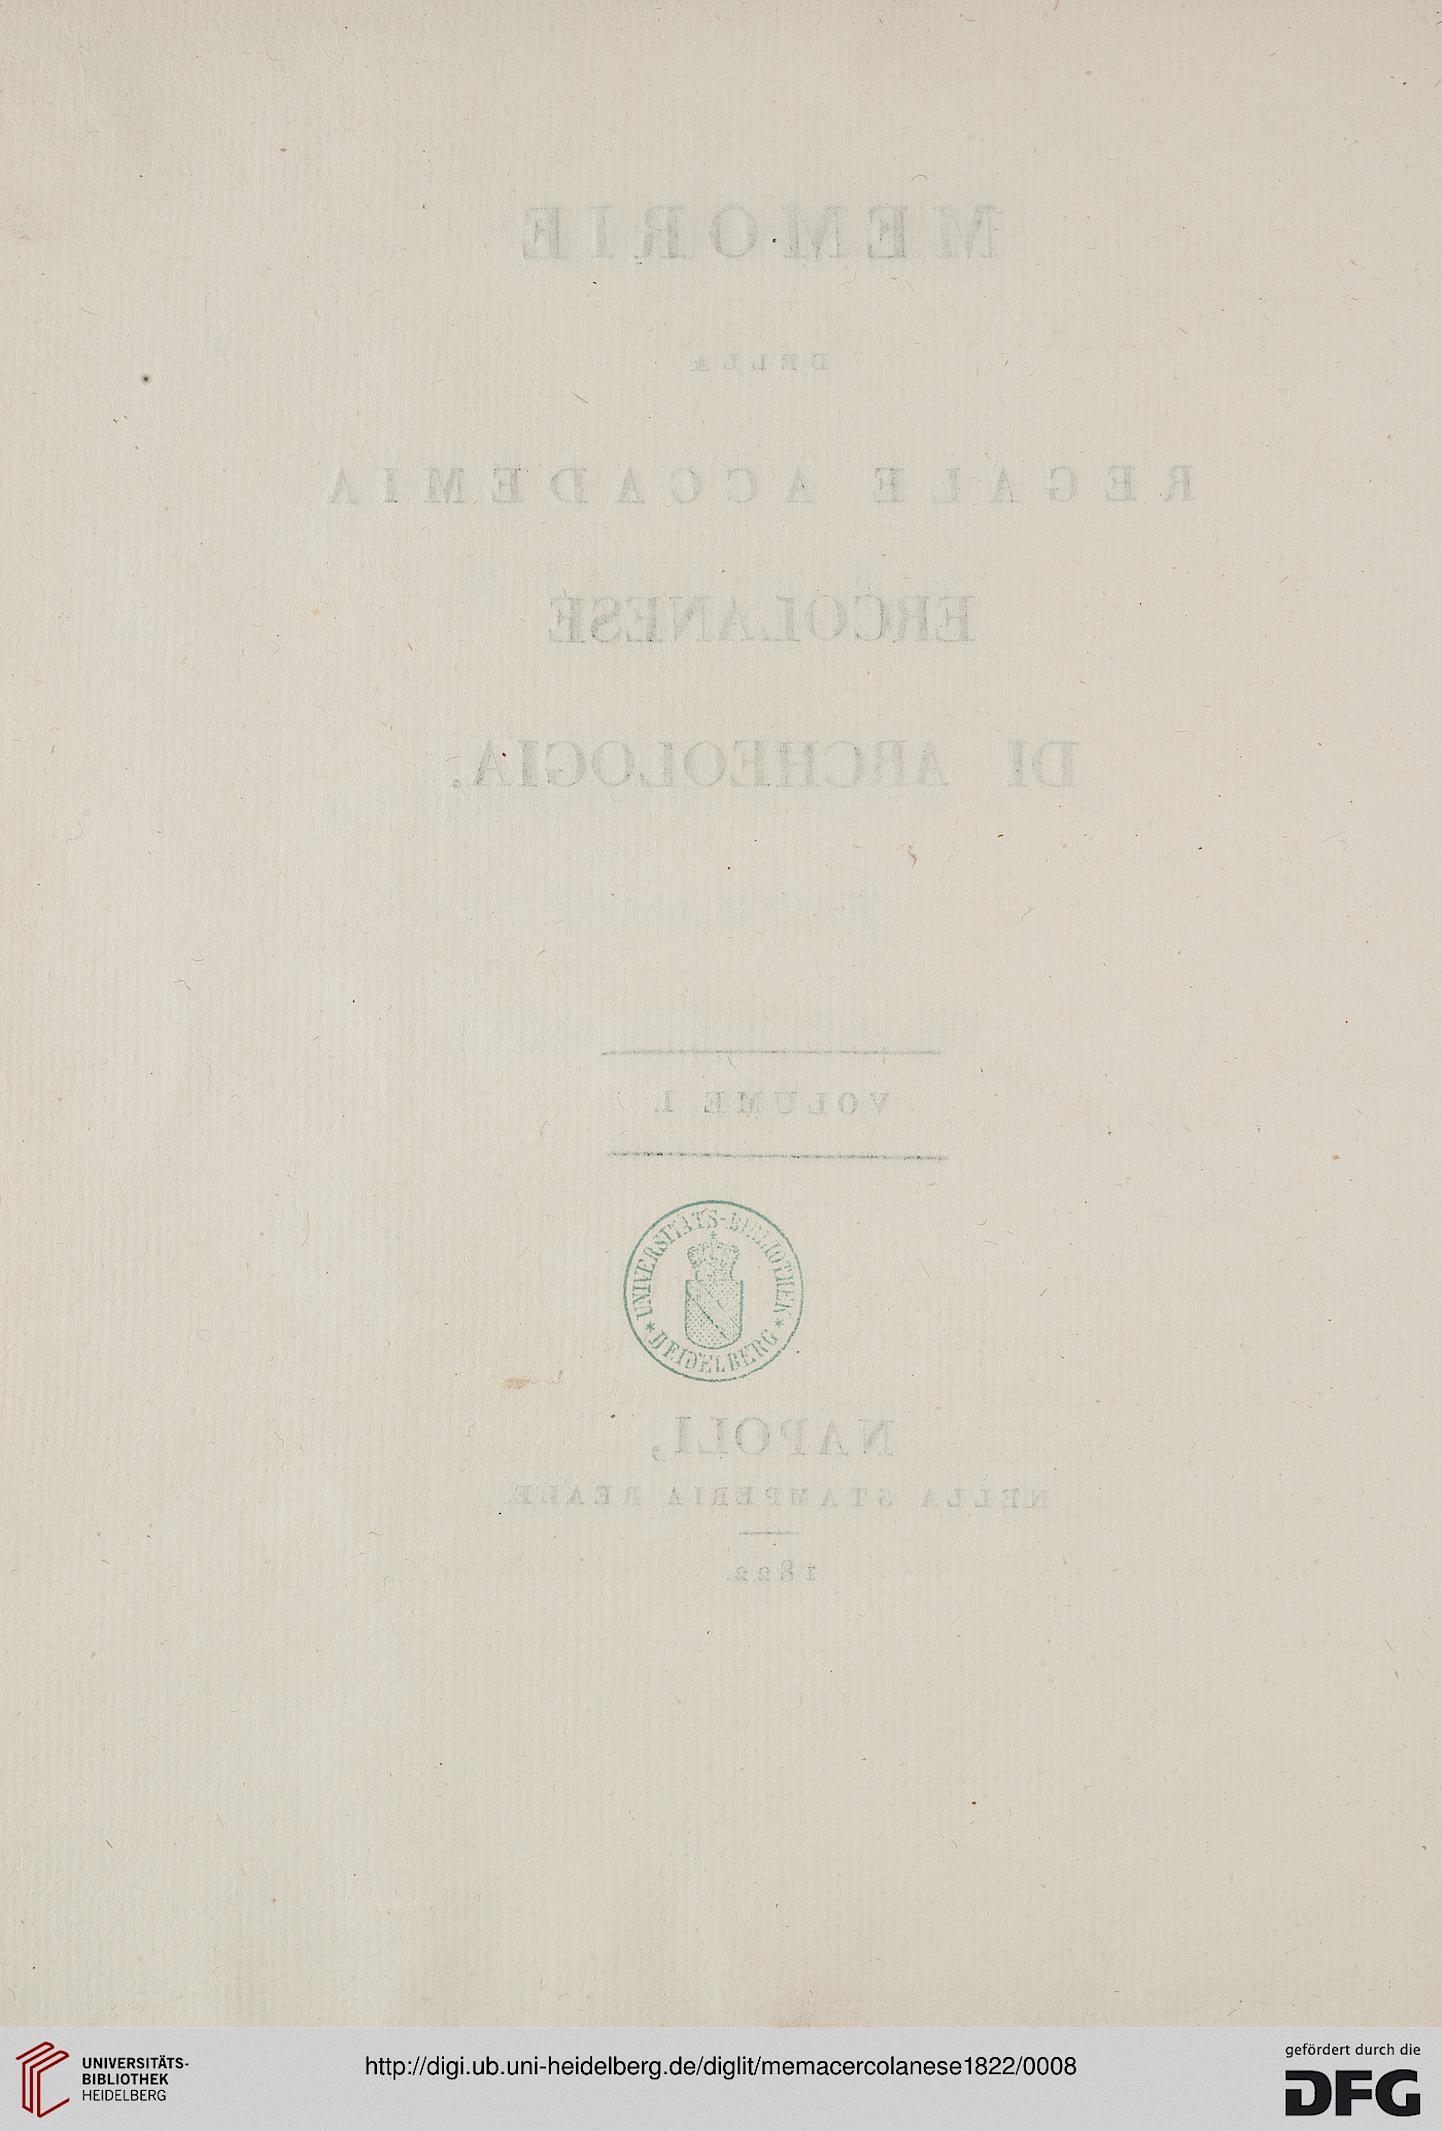 MEMORIE
DELLA
REGALE ACCADEMIA
ERCOLANESE
DI ARCHEOLOGIA.
VOLUME I.
UNIVERSITÄTS-BIBLIOTHEK
* HEIDELBERG *
NAPOLI,
NELLA STAMPERIA REALE
1822.
UNIVERSITÄTS-
BIBLIOTHEK
HEIDELBERG
http://digi.ub.uni-heidelberg.de/diglit/memacercolanese1822/0008
gefördert durch die
DFG